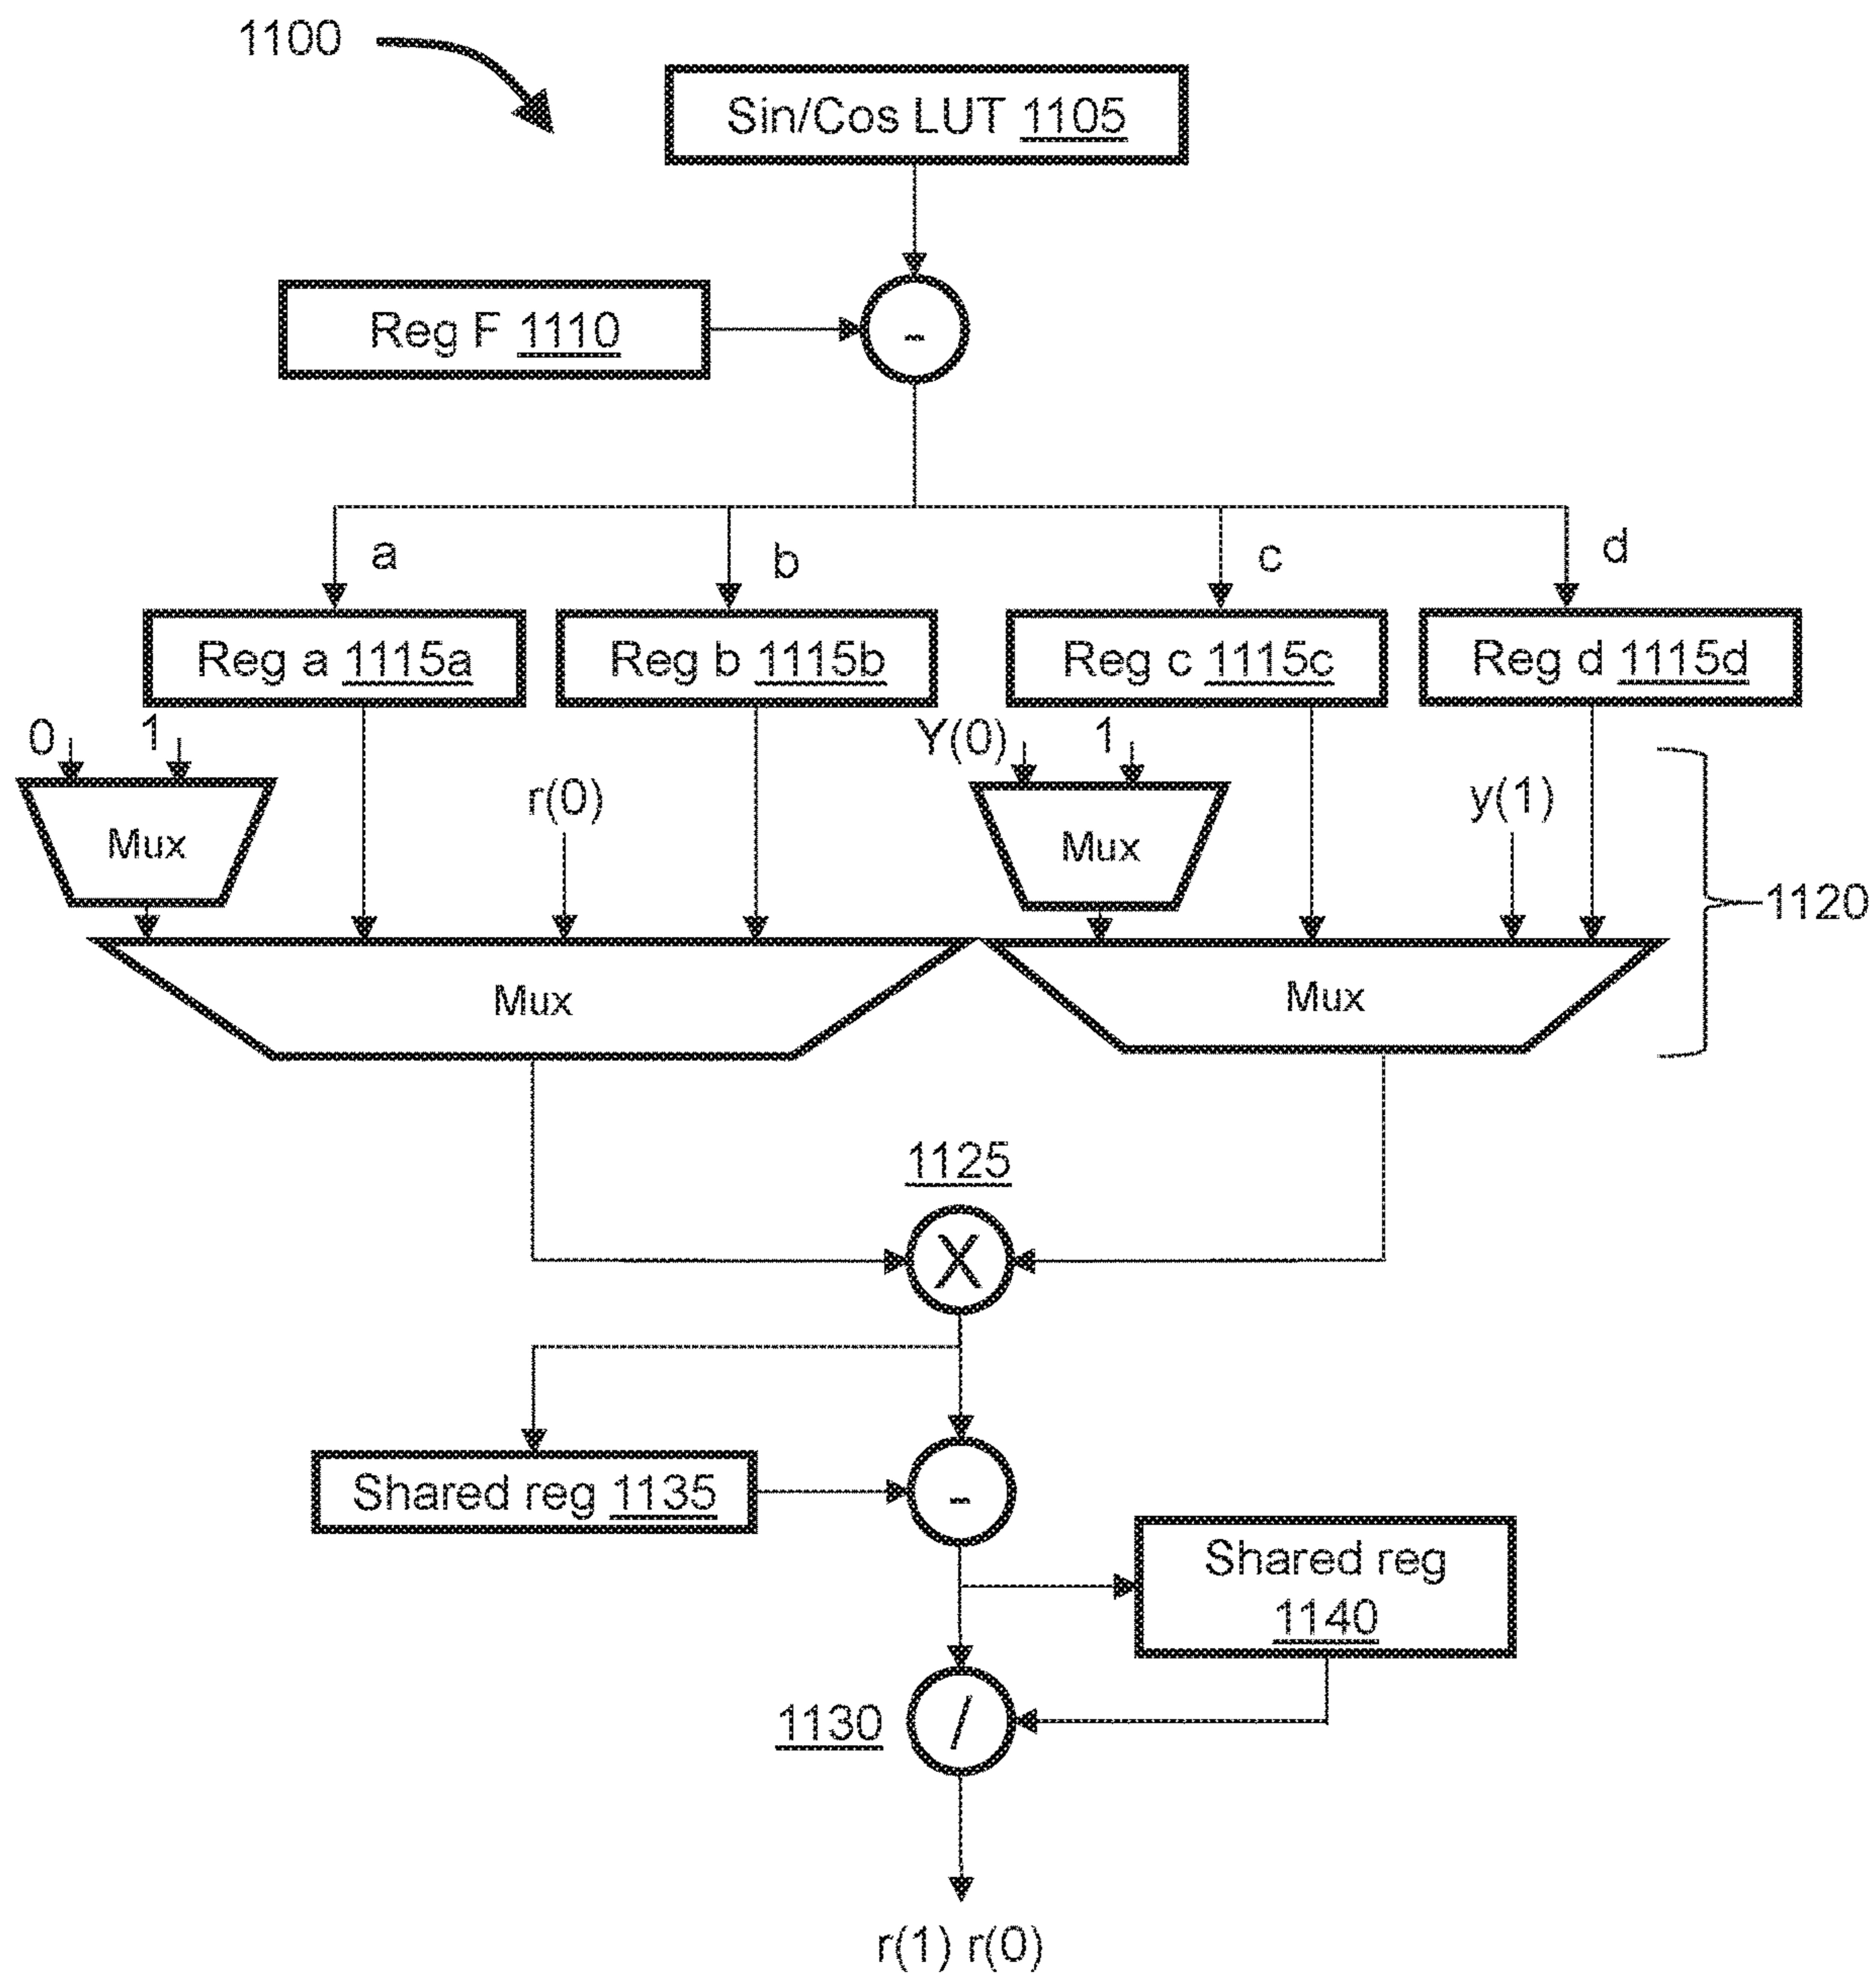 1100
Sin/Cos LUT 1105
Reg F 1110
-
a
b
c
d
Reg a 1115a
Reg b 1115b
Reg c 1115c
Reg d 1115d
0
1
r(0)
Y(0)
1
y(1)
Mux
Mux
1120
Mux
Mux
1125
X
Shared reg 1135
-
Shared reg
1140
1130
/
r(1) r(0)